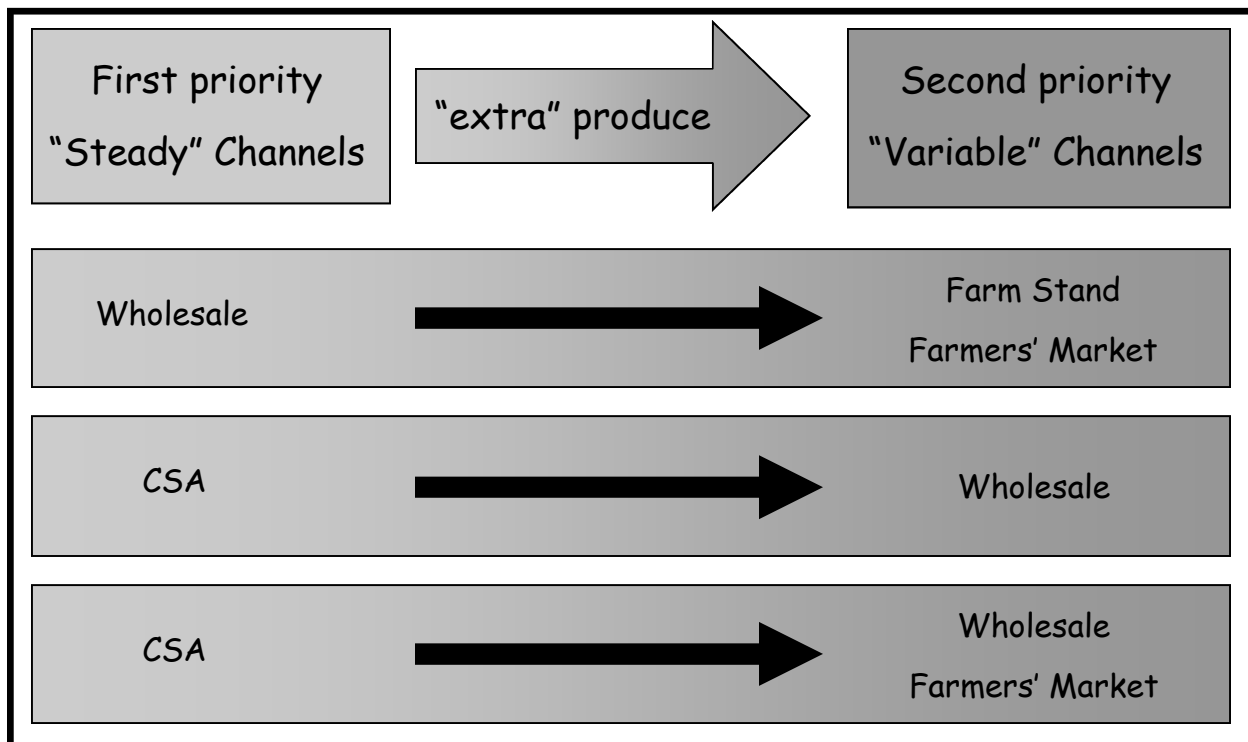 First priority
“Steady” Channels
“extra” produce
Second priority
“Variable” Channels
Wholesale
Farm Stand
Farmers’ Market
CSA
Wholesale
CSA
Wholesale
Farmers’ Market